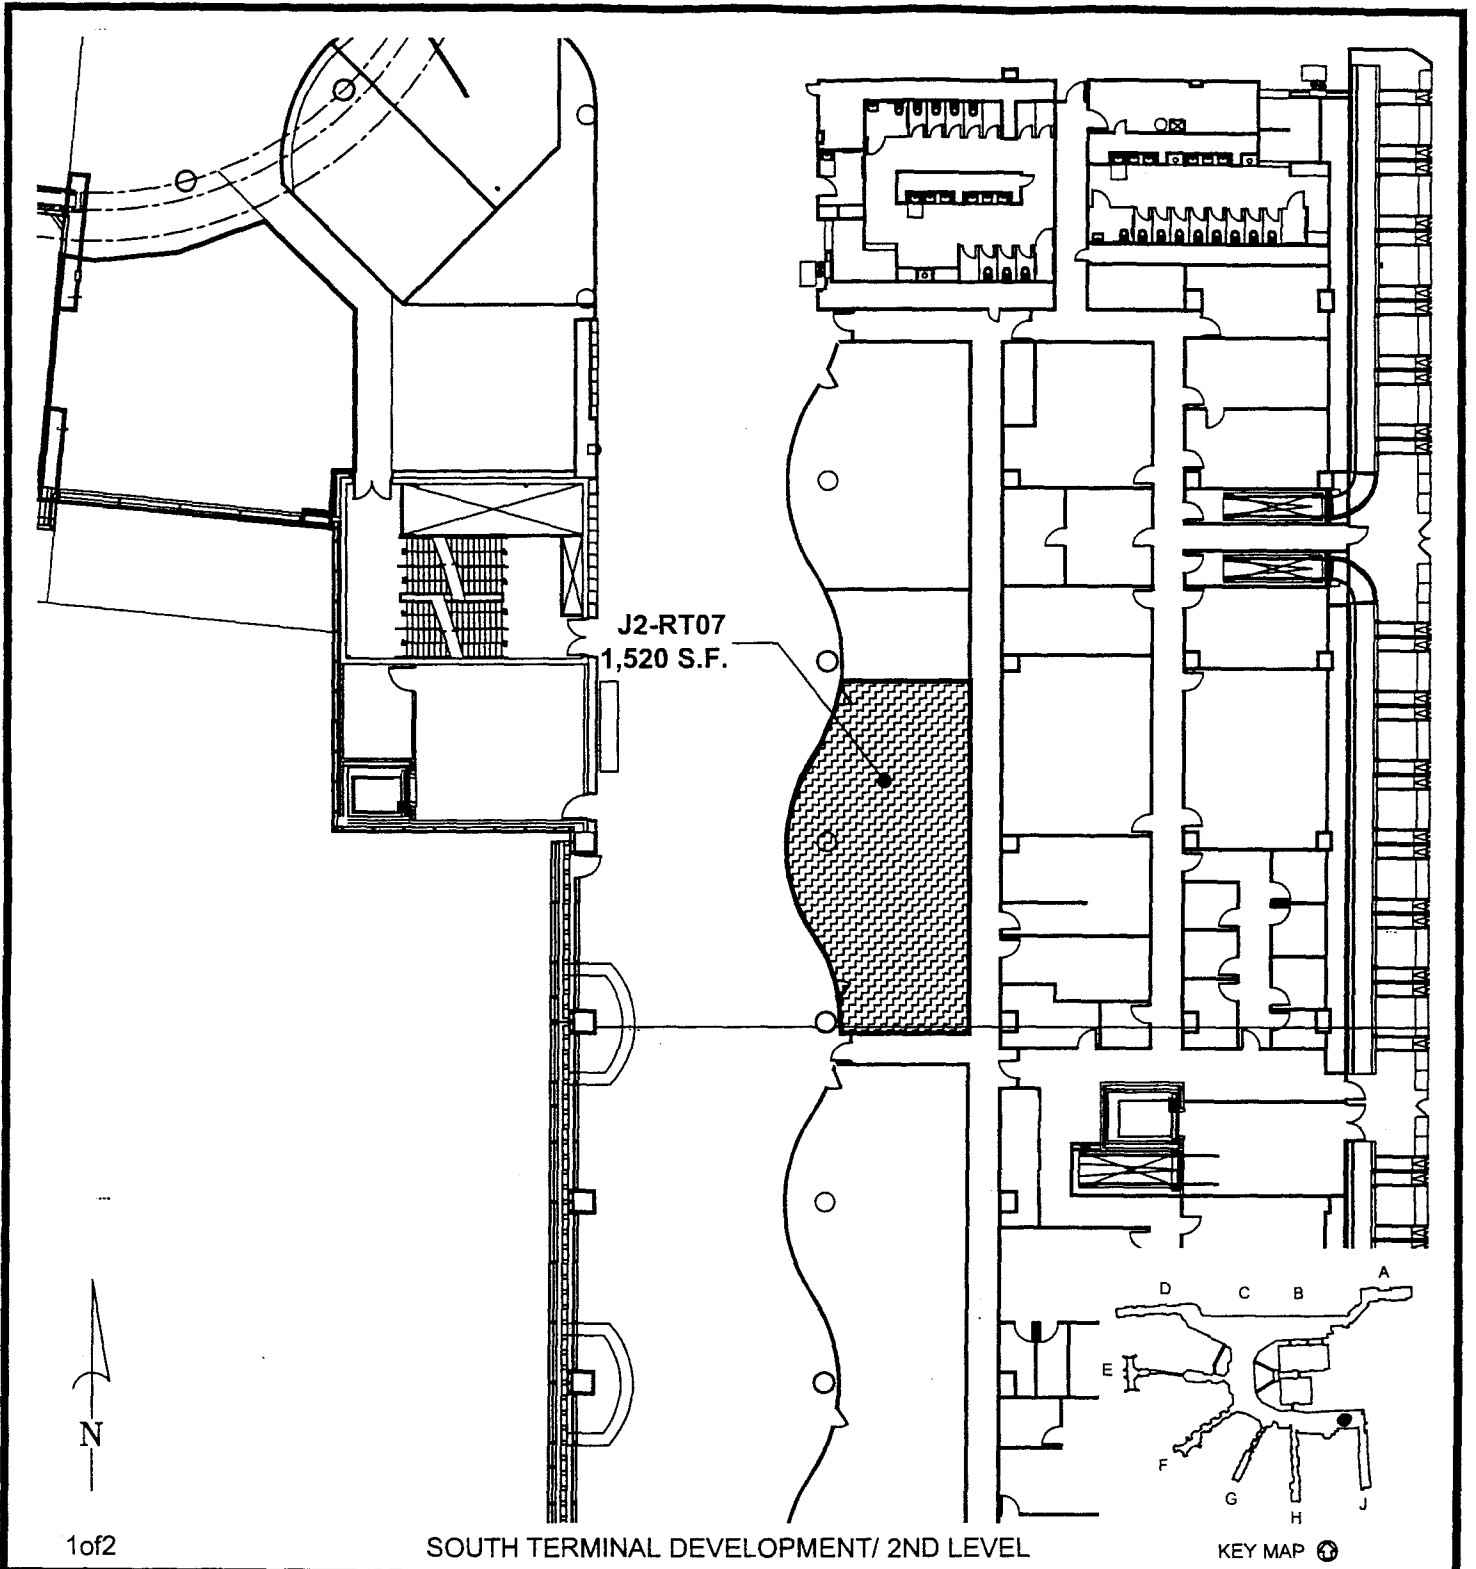 J2-RT07
1,520 S.F.
A
D
C
B
E
F
G
H
J
N
1of2
SOUTH TERMINAL DEVELOPMENT/ 2ND LEVEL
KEY MAP